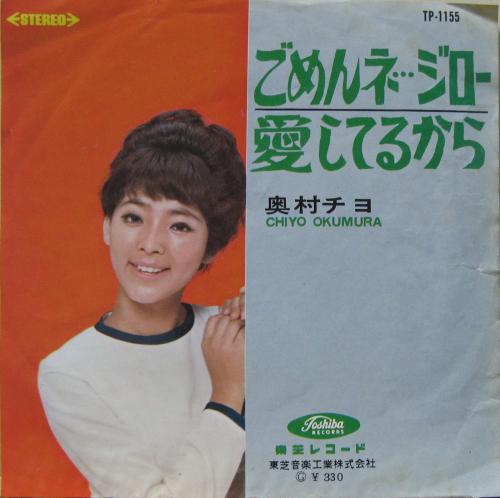 STEREO
TP-1155
ごめんネ…ジロー
愛してるから
奥村チヨ
CHIYO OKUMURA
Toshiba
RECORDS
東芝レコード
東芝音楽工業株式会社
Ⓖ ¥330